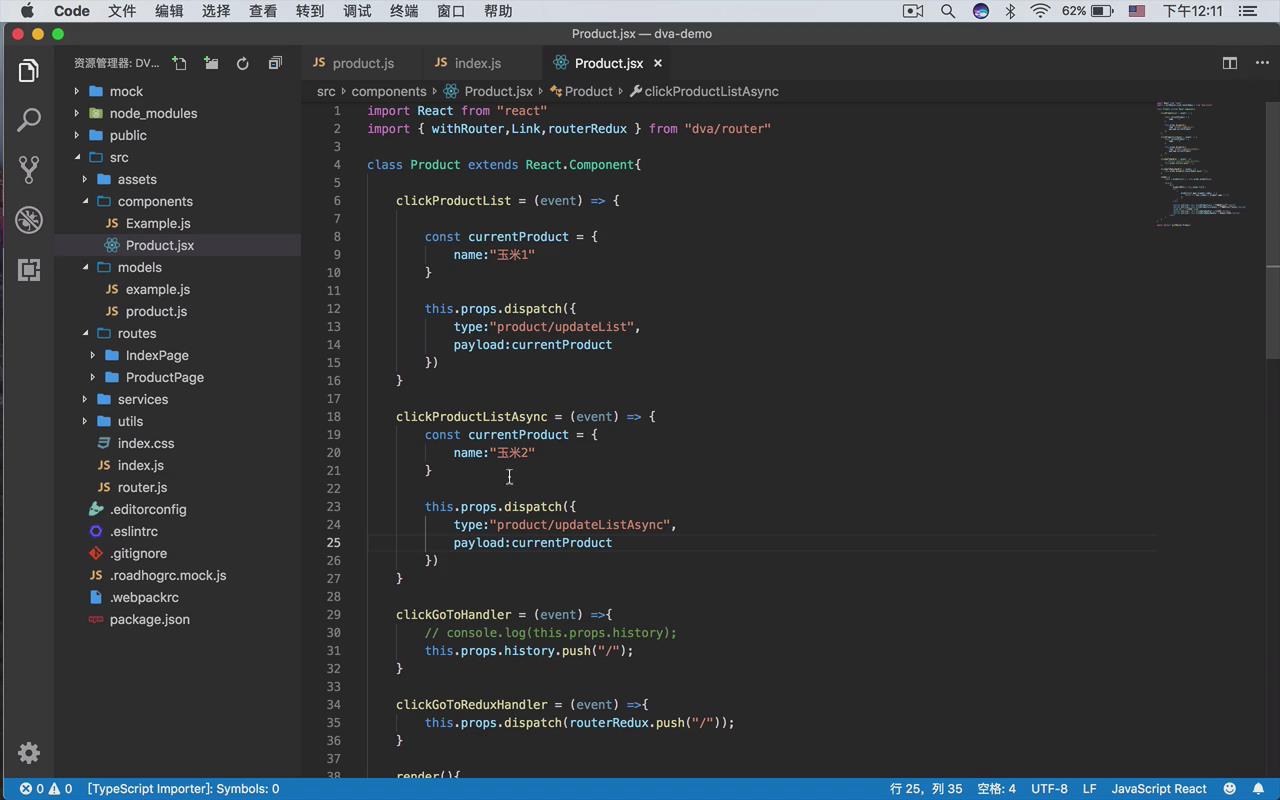 Code 文件 编辑 选择 查看 转到 调试 终端 窗口 帮助 62% 下午12:11
Product.jsx — dva-demo
资源管理器: DV...
JS product.js JS index.js Product.jsx ×
src › components › Product.jsx › Product › clickProductListAsync
mock
node_modules
public
src
assets
components
JS Example.js
Product.jsx
models
JS example.js
JS product.js
routes
IndexPage
ProductPage
services
utils
index.css
JS index.js
JS router.js
.editorconfig
.eslintrc
.gitignore
JS .roadhogrc.mock.js
.webpackrc
package.json
1 import React from "react"
2 import { withRouter,Link,routerRedux } from "dva/router"
3
4 class Product extends React.Component{
5
6 clickProductList = (event) => {
7
8 const currentProduct = {
9 name:"玉米1"
10 }
11
12 this.props.dispatch({
13 type:"product/updateList",
14 payload:currentProduct
15 })
16 }
17
18 clickProductListAsync = (event) => {
19 const currentProduct = {
20 name:"玉米2"
21 }
22
23 this.props.dispatch({
24 type:"product/updateListAsync",
25 payload:currentProduct
26 })
27 }
28
29 clickGoToHandler = (event) =>{
30 // console.log(this.props.history);
31 this.props.history.push("/");
32 }
33
34 clickGoToReduxHandler = (event) =>{
35 this.props.dispatch(routerRedux.push("/"));
36 }
37
38 render(){
0 0 [TypeScript Importer]: Symbols: 0 行 25，列 35 空格: 4 UTF-8 LF JavaScript React